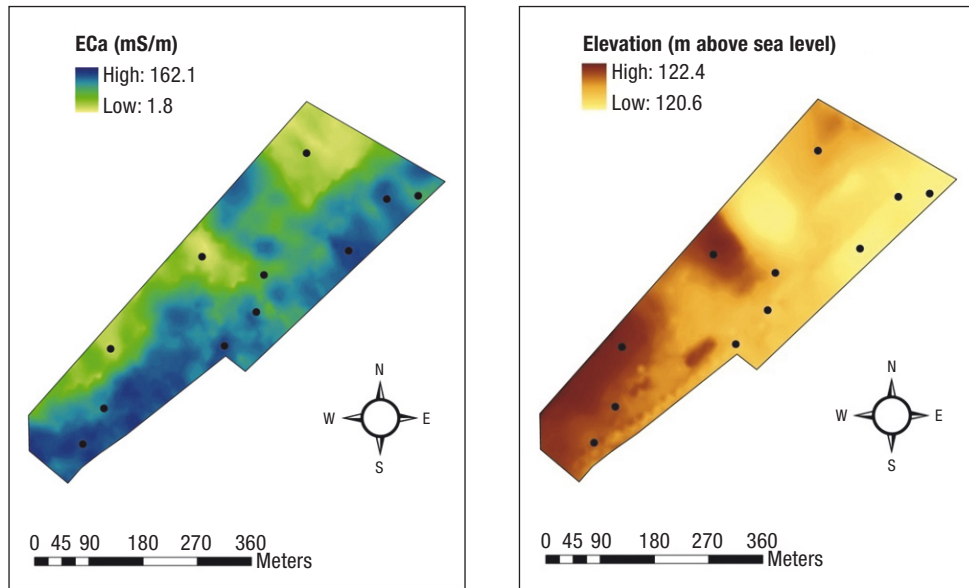 ECa (mS/m)
High: 162.1
Low: 1.8
N
W E
S
0 45 90 180 270 360
Meters
Elevation (m above sea level)
High: 122.4
Low: 120.6
N
W E
S
0 45 90 180 270 360
Meters